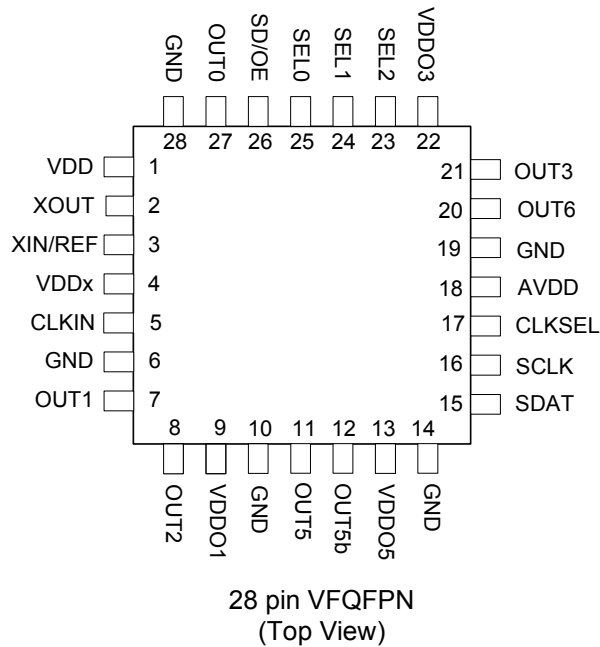 GND
OUT0
SD/OE
SEL0
SEL1
SEL2
VDDO3
28 27 26 25 24 23 22
VDD 1
XOUT 2
XIN/REF 3
VDDx 4
CLKIN 5
GND 6
OUT1 7
21 OUT3
20 OUT6
19 GND
18 AVDD
17 CLKSEL
16 SCLK
15 SDAT
8 9 10 11 12 13 14
OUT2
VDDO1
GND
OUT5
OUT5b
VDDO5
GND
28 pin VFQFPN
(Top View)